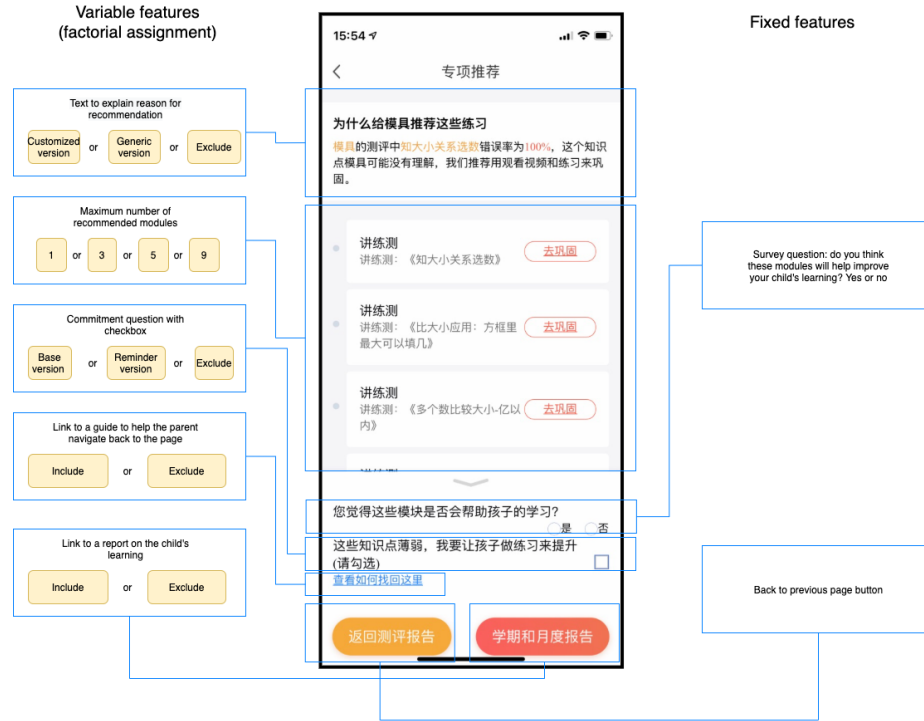 Variable features
(factorial assignment)
Fixed features
Text to explain reason for
recommendation
Customized
version
or
Generic
version
or
Exclude
Maximum number of
recommended modules
1
or
3
or
5
or
9
Commitment question with
checkbox
Base
version
or
Reminder
version
or
Exclude
Link to a guide to help the parent
navigate back to the page
Include
or
Exclude
Link to a report on the child's
learning
Include
or
Exclude
15:54
专项推荐
为什么给模具推荐这些练习
模具的测评中知大小关系选数错误率为100%，这个知识
点模具可能没有理解，我们推荐用观看视频和练习来巩
固。
讲练测
讲练测：《知大小关系选数》
去巩固
讲练测
讲练测：《比大小应用：方框里
最大可以填几》
去巩固
讲练测
讲练测：《多个数比较大小-亿以
内》
去巩固
您觉得这些模块是否会帮助孩子的学习？
是
否
这些知识点薄弱，我要让孩子做练习来提升
(请勾选)
查看如何找回这里
返回测评报告
学期和月度报告
Survey question: do you think
these modules will help improve
your child's learning? Yes or no
Back to previous page button